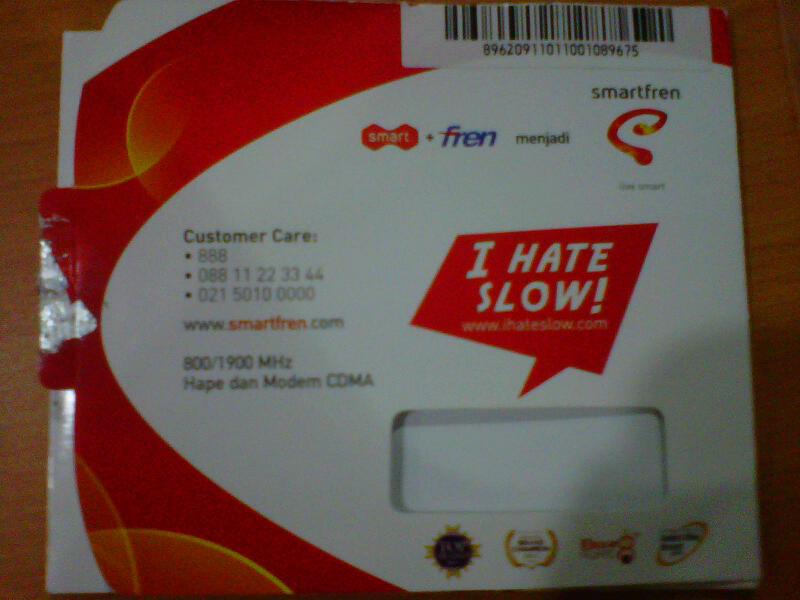 8962091101100108967​5
smartfren
smart + fren menjadi
live smart
Customer Care:
• 888
• 088 11 22 33 44
• 021 5010 0000
www.smartfren.com
800/1900 MHz
Hape dan Modem CDMA
I HATE
SLOW!
www.ihateslow.com